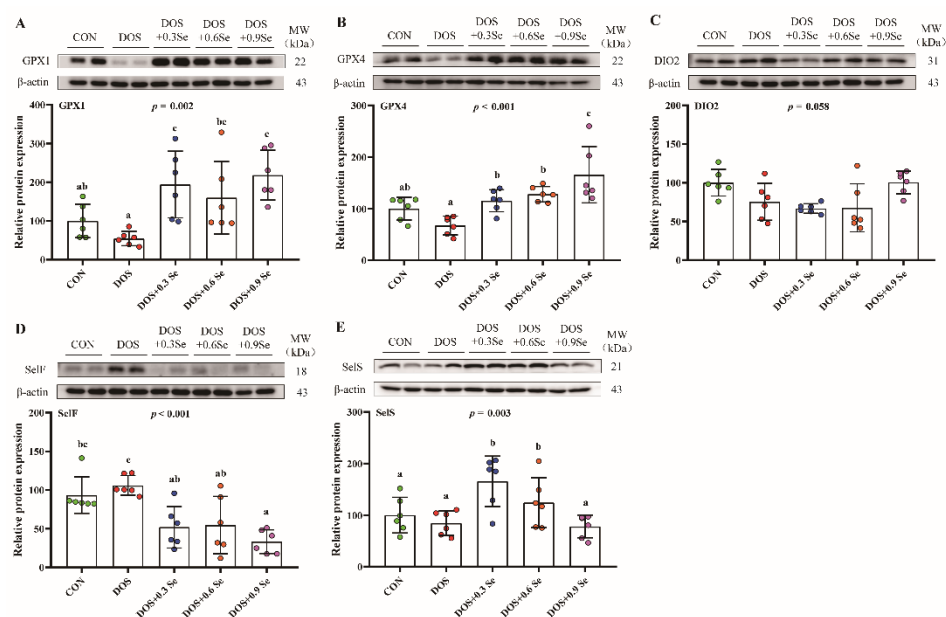 A
DOS DOS DOS
CON DOS +0.3Se +0.6Se +0.9Se
MW
(kDa)
GPX1 22
β-actin 43
GPX1 p = 0.002
Relative protein expression
400
300
200
100
0
ab a c bc c
CON DOS DOS+0.3 Se DOS+0.6 Se DOS+0.9 Se
B
DOS DOS DOS
CON DOS +0.3Se +0.6Se +0.9Se
MW
(kDa)
GPX4 22
β-actin 43
GPX4 p < 0.001
Relative protein expression
300
200
100
0
ab a b b c
CON DOS DOS+0.3 Se DOS+0.6 Se DOS+0.9 Se
C
DOS DOS DOS
CON DOS +0.3Se +0.6Se +0.9Se
MW
(kDa)
DIO2 31
β-actin 43
DIO2 p = 0.058
Relative protein expression
200
150
100
50
0
CON DOS DOS+0.3 Se DOS+0.6 Se DOS+0.9 Se
D
DOS DOS DOS
CON DOS +0.3Se +0.6Se +0.9Se
MW
(kDa)
SelF 18
β-actin 43
SelF p < 0.001
Relative protein expression
200
150
100
50
0
bc c ab ab a
CON DOS DOS+0.3 Se DOS+0.6 Se DOS+0.9 Se
E
DOS DOS DOS
CON DOS +0.3Se +0.6Se +0.9Se
MW
(kDa)
SelS 21
β-actin 43
SelS p = 0.003
Relative protein expression
300
200
100
0
a a b b a
CON DOS DOS+0.3 Se DOS+0.6 Se DOS+0.9 Se